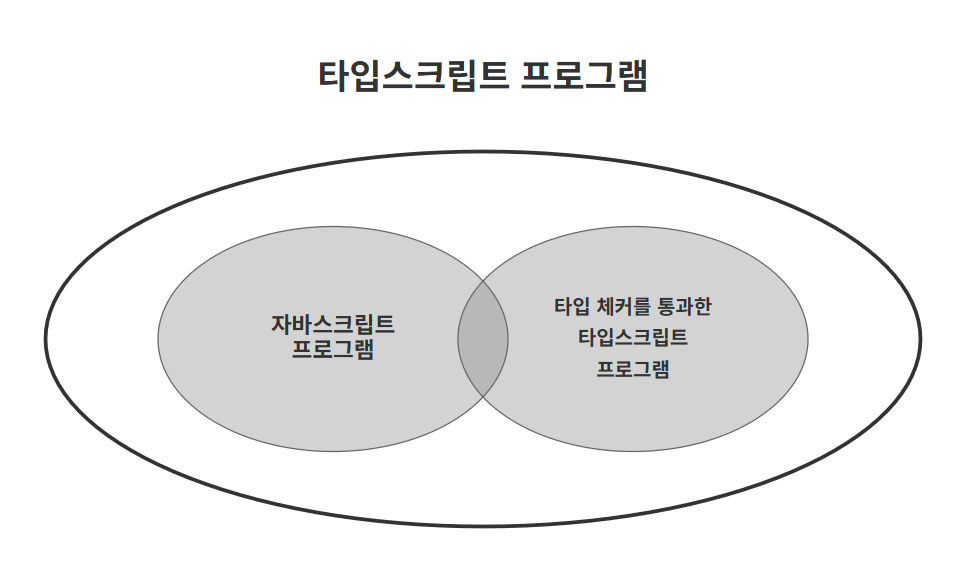 타입스크립트 프로그램
자바스크립트
프로그램
타입 체커를 통과한
타입스크립트
프로그램